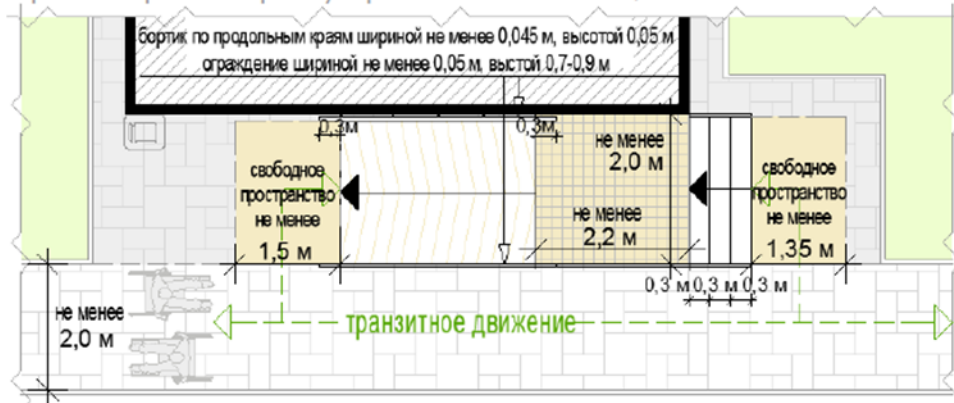 бортик по продольным краям шириной не менее 0,045 м, высотой 0,05 м
ограждение шириной не менее 0,05 м, выстой 0,7-0,9 м
0,3м
0,3м
не менее
2,0 м
свободное
пространство
не менее
1,5 м
не менее
2,2 м
свободное
пространство
не менее
1,35 м
0,3 м 0,3 м 0,3 м
не менее
2,0 м
транзитное движение